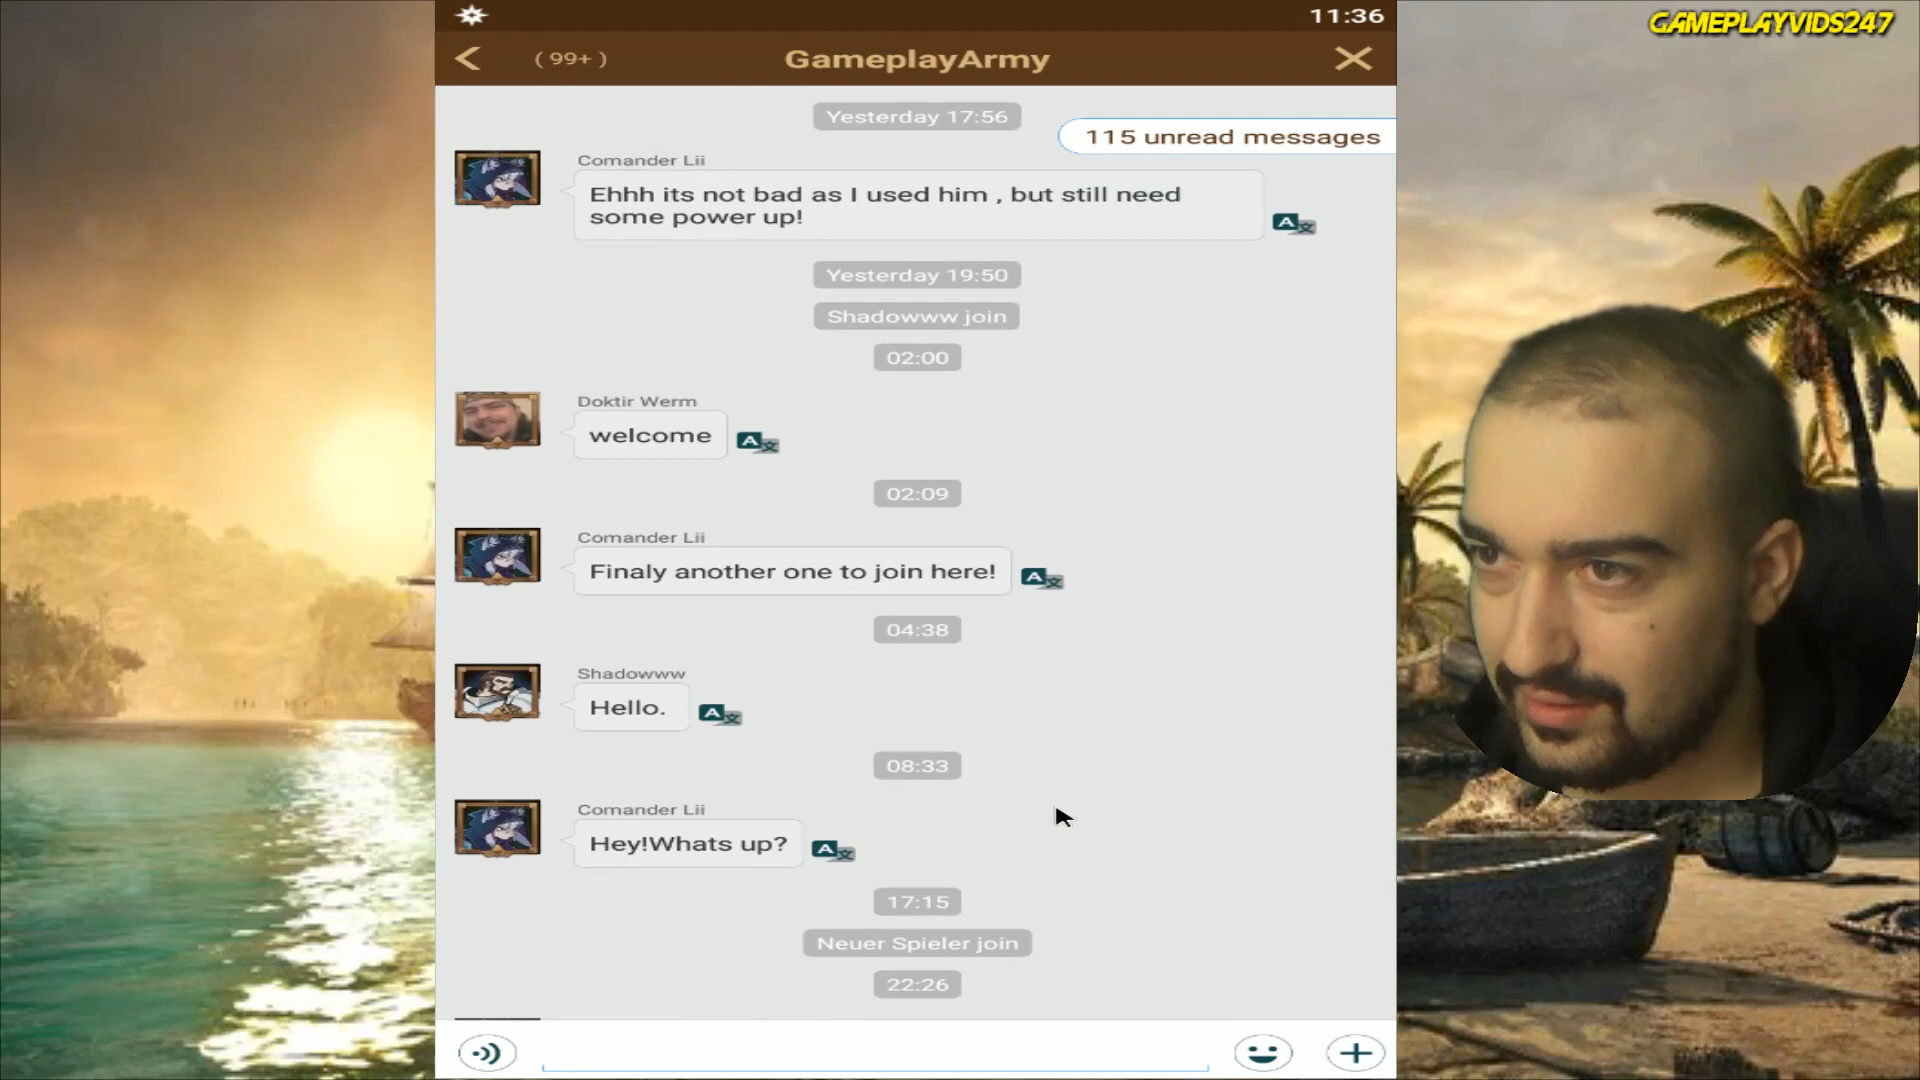 11:36
GAMEPLAYVIDS247
( 99+ )
GameplayArmy
Yesterday 17:56
115 unread messages
Comander Lii
Ehhh its not bad as I used him , but still need
some power up!
Yesterday 19:50
Shadowww join
02:00
Doktir Werm
welcome
02:09
Comander Lii
Finaly another one to join here!
04:38
Shadowww
Hello.
08:33
Comander Lii
Hey!Whats up?
17:15
Neuer Spieler join
22:26